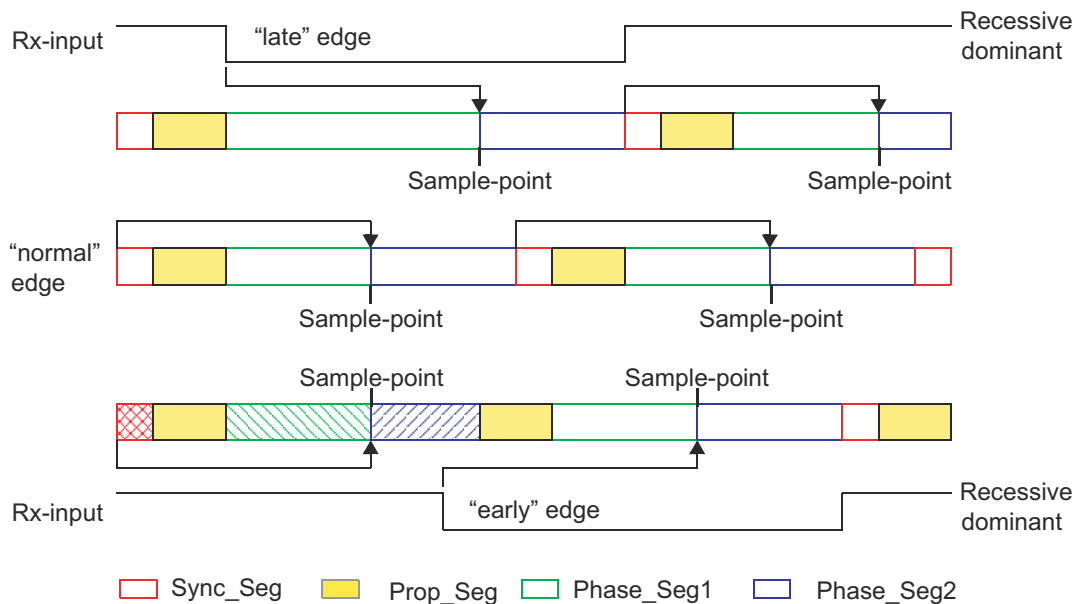 Rx-input
“late” edge
Recessive
dominant
Sample-point
Sample-point
“normal”
edge
Sample-point
Sample-point
Sample-point
Sample-point
Rx-input
“early” edge
Recessive
dominant
Sync_Seg
Prop_Seg
Phase_Seg1
Phase_Seg2